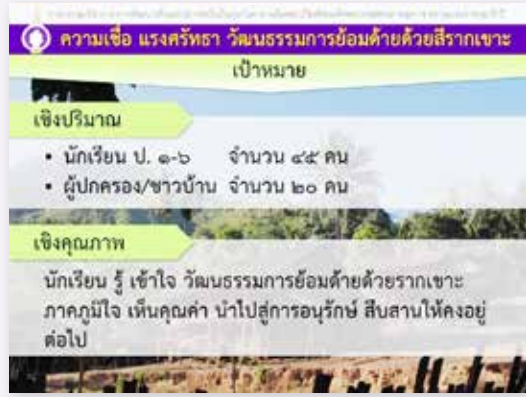 ความเชื่อ แรงศรัทธา วัฒนธรรมการย้อมด้ายด้วยสีรากเขาะ
เป้าหมาย
เชิงปริมาณ
• นักเรียน ป. ๑-๖ จำนวน ๔๕ คน
• ผู้ปกครอง/ชาวบ้าน จำนวน ๒๐ คน
เชิงคุณภาพ
นักเรียน รู้ เข้าใจ วัฒนธรรมการย้อมด้ายด้วยรากเขาะ
ภาคภูมิใจ เห็นคุณค่า นำไปสู่การอนุรักษ์ สืบสานให้คงอยู่
ต่อไป